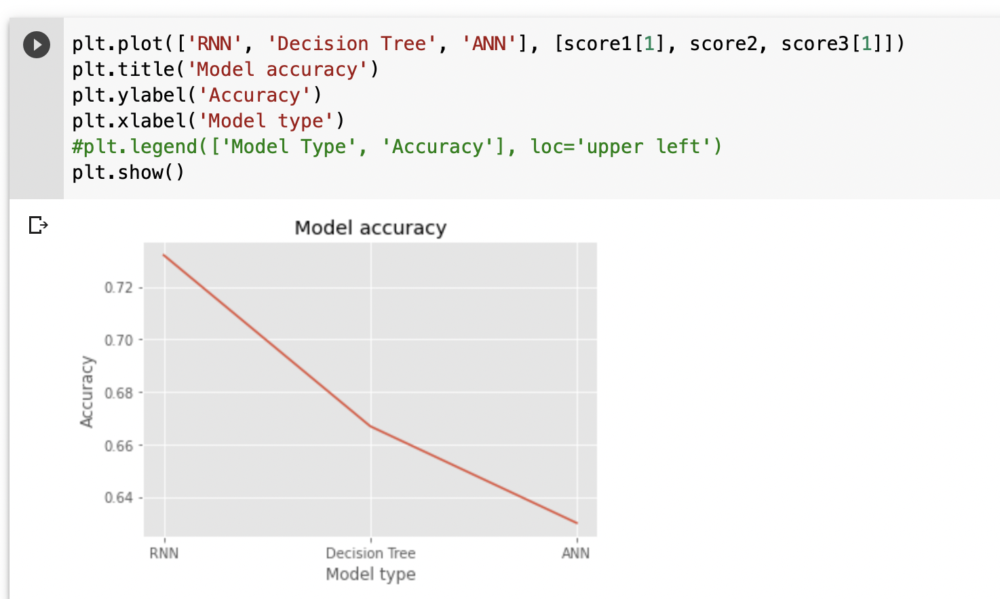 plt.plot(['RNN', 'Decision Tree', 'ANN'], [score1[1], score2, score3[1]])
plt.title('Model accuracy')
plt.ylabel('Accuracy')
plt.xlabel('Model type')
#plt.legend(['Model Type', 'Accuracy'], loc='upper left')
plt.show()
Model accuracy
0.72
0.70
0.68
0.66
0.64
Accuracy
RNN Decision Tree ANN
Model type